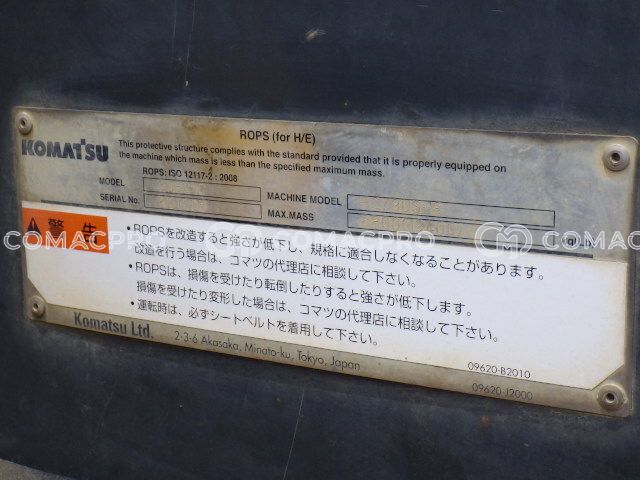 ROPS (for H/E)
KOMATSU
This protective structure complies with the standard provided that it is properly equipped on
the machine which mass is less than the specified maximum mass.
ROPS: ISO 12117-2 : 2008
MODEL
MACHINE MODEL
SERIAL No.
MAX.MASS
警告
・ROPSを改造すると強さが低下し、規格に適合しなくなることがあります。
改造を行う場合は、コマツの代理店に相談して下さい。
・ROPSは、損傷を受けたり転倒したりすると強さが低下します。
損傷を受けたり変形した場合は、コマツの代理店に相談して下さい。
・運転時は、必ずシートベルトを着用して下さい。
Komatsu Ltd.
2-3-6 Akasaka, Minato-ku, Tokyo, Japan
09620-B2010
09620-J2000
COMACPRO
COMACPRO
COMACPRO
COMACPRO